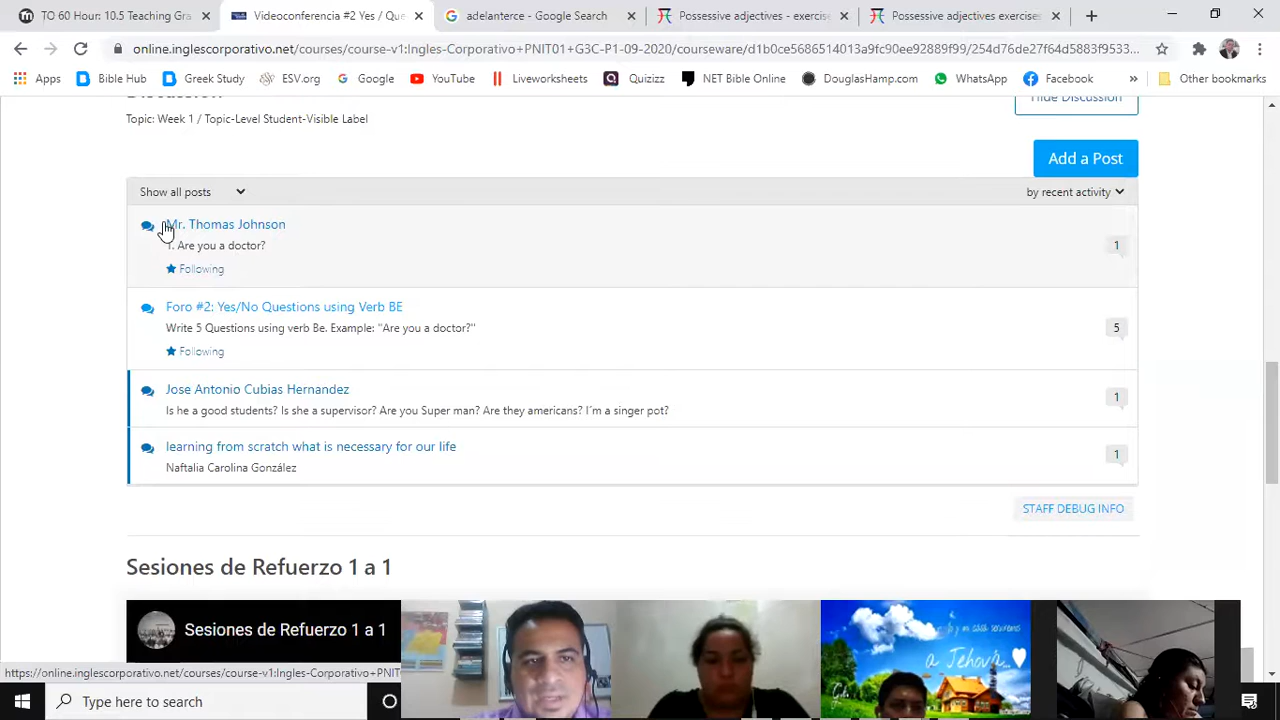 TO 60 Hour: 10.5 Teaching Gra
Videoconferencia #2 Yes / Que
adelanterce - Google Search
Possessive adjectives - exercise
Possessive adjectives exercises
online.inglescorporativo.net/courses/course-v1:Ingles-Corporativo+PNIT01+G3C-P1-09-2020/courseware/d1b0ce5686514013a9fc90ee92889f99/254d76de27f64d5883f9533...
Apps
Bible Hub
Greek Study
ESV.org
Google
YouTube
Liveworksheets
Quizizz
NET Bible Online
DouglasHamp.com
WhatsApp
Facebook
Other bookmarks
Discussion
Hide Discussion
Topic: Week 1 / Topic-Level Student-Visible Label
Add a Post
Show all posts
by recent activity
Mr. Thomas Johnson
1. Are you a doctor?
Following
1
Foro #2: Yes/No Questions using Verb BE
Write 5 Questions using verb Be. Example: "Are you a doctor?"
Following
5
Jose Antonio Cubias Hernandez
Is he a good students? Is she a supervisor? Are you Super man? Are they americans? I´m a singer pot?
1
learning from scratch what is necessary for our life
Naftalia Carolina González
1
STAFF DEBUG INFO
Sesiones de Refuerzo 1 a 1
Sesiones de Refuerzo 1 a 1
a Jehova
https://online.inglescorporativo.net/courses/course-v1:Ingles-Corporativo+PNIT
Type here to search